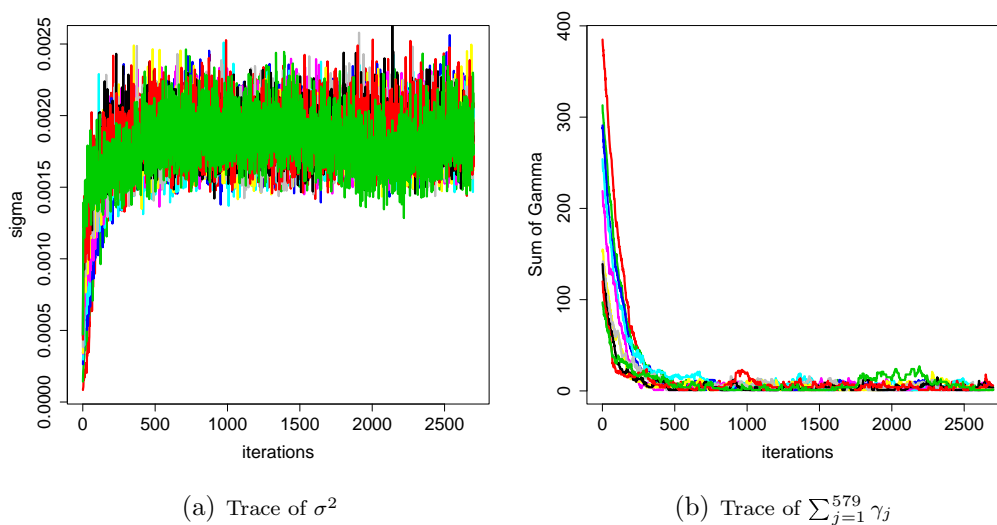 sigma
0.0000 0.0005 0.0010 0.0015 0.0020 0.0025
0 500 1000 1500 2000 2500
iterations
Sum of Gamma
0 100 200 300 400
0 500 1000 1500 2000 2500
iterations
(a) Trace of σ²
(b) Trace of ∑_{j=1}^{579} γ_j